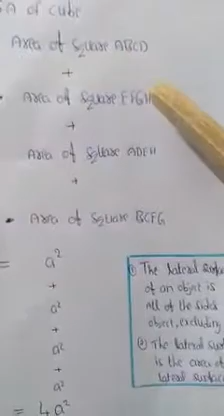 SA of cube
Area of Square ABCD
+
Area of Square EFGH
+
Area of Square ADEH
+
• Area of Square BCFG
= a²
+
a²
+
a²
+
a²
= 4a²
① The lateral
of an object is
all of the sides
object, excluding
② The lateral
is the area of
lateral